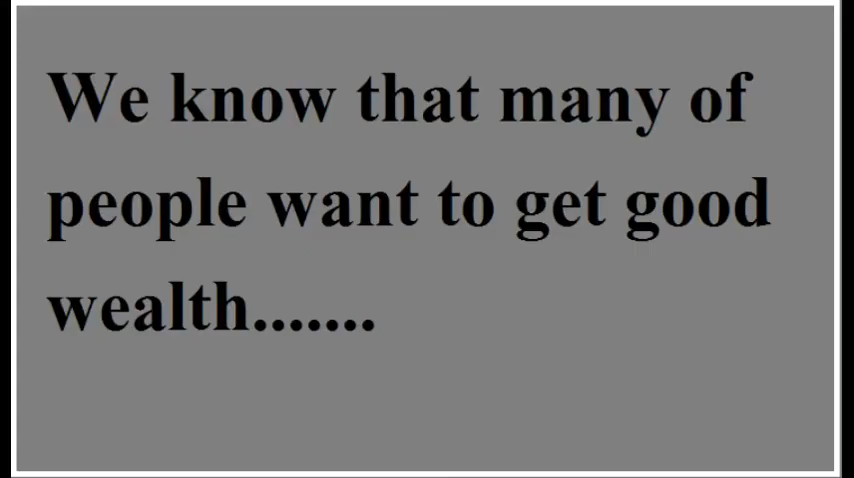 We know that many of
people want to get good
wealth.......